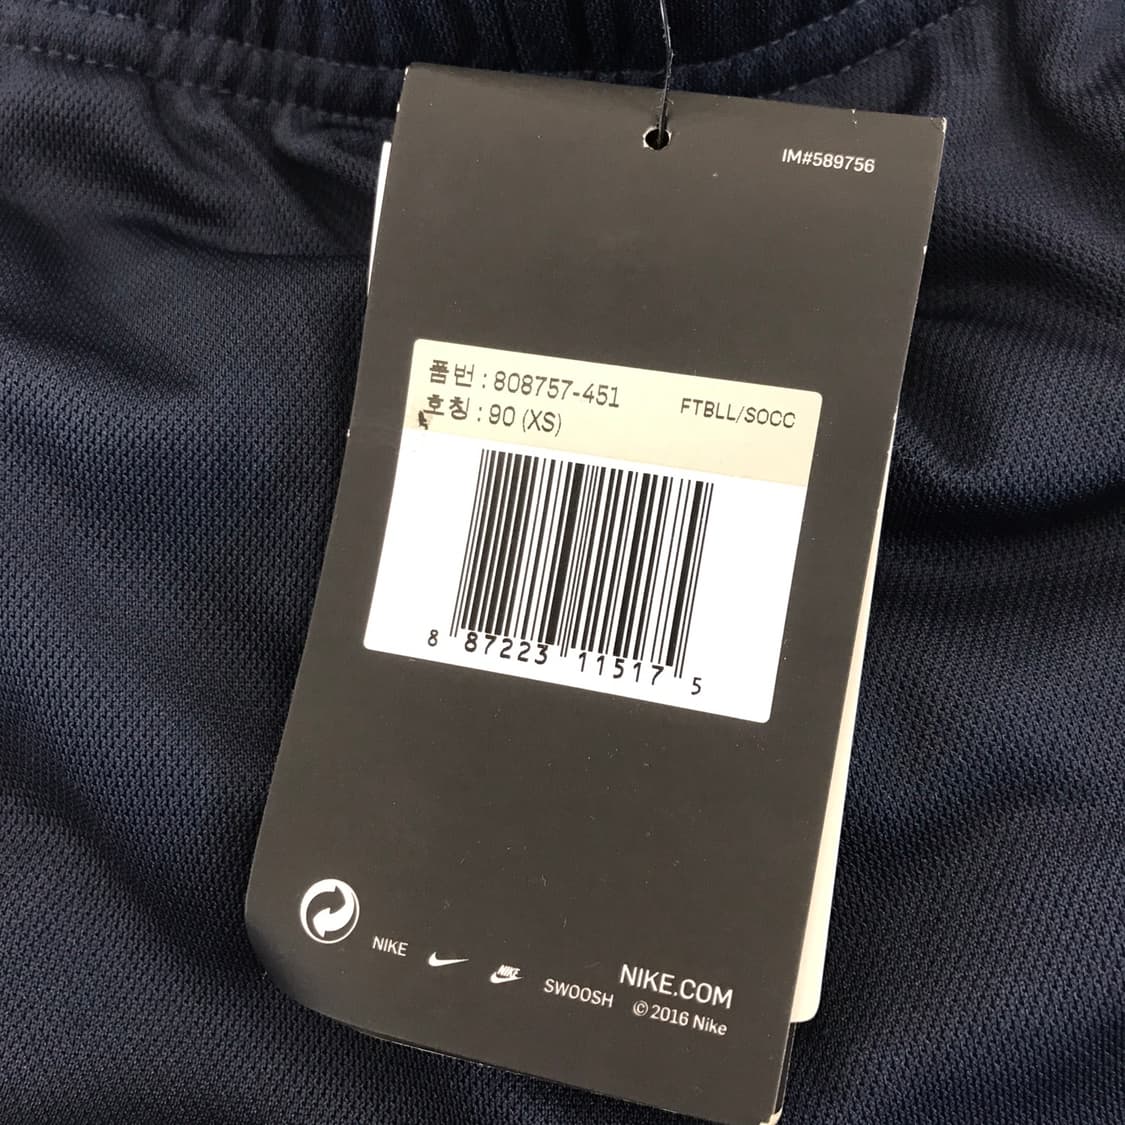 IM#589756
품번 : 808757-451
FTBLL/SOCC
호칭 : 90 (XS)
8 87223 11517 5
NIKE
NIKE
SWOOSH
NIKE.COM
© 2016 Nike